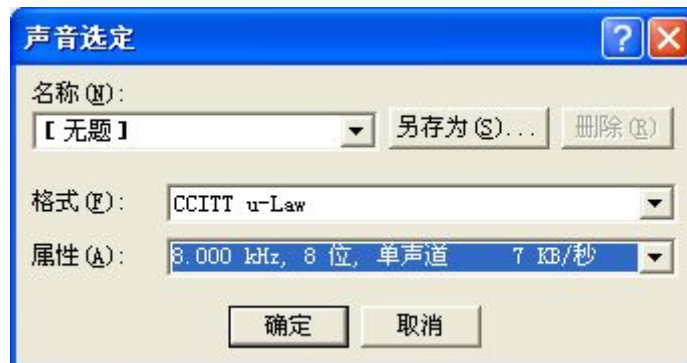 声音选定
名称(N):
[无题]
另存为(S)...
删除(R)
格式(F):
CCITT u-Law
属性(A):
8.000 kHz, 8 位, 单声道 7 KB/秒
确定
取消